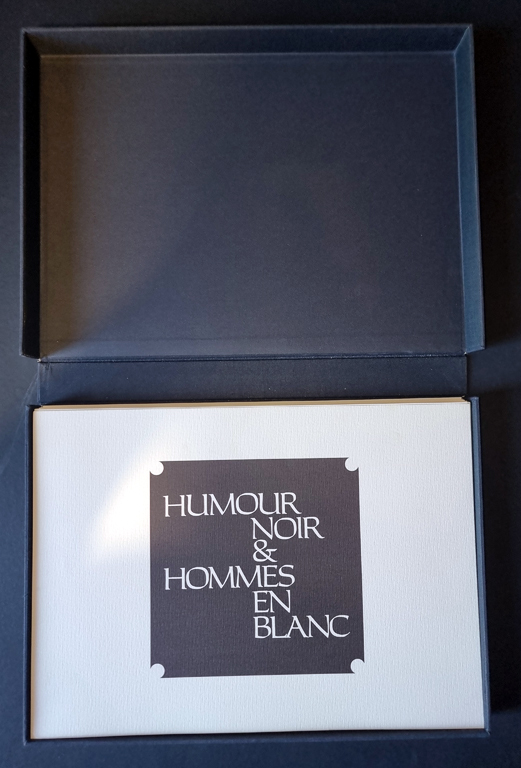 HUMOUR
NOIR
&
HOMMES
EN
BLANC